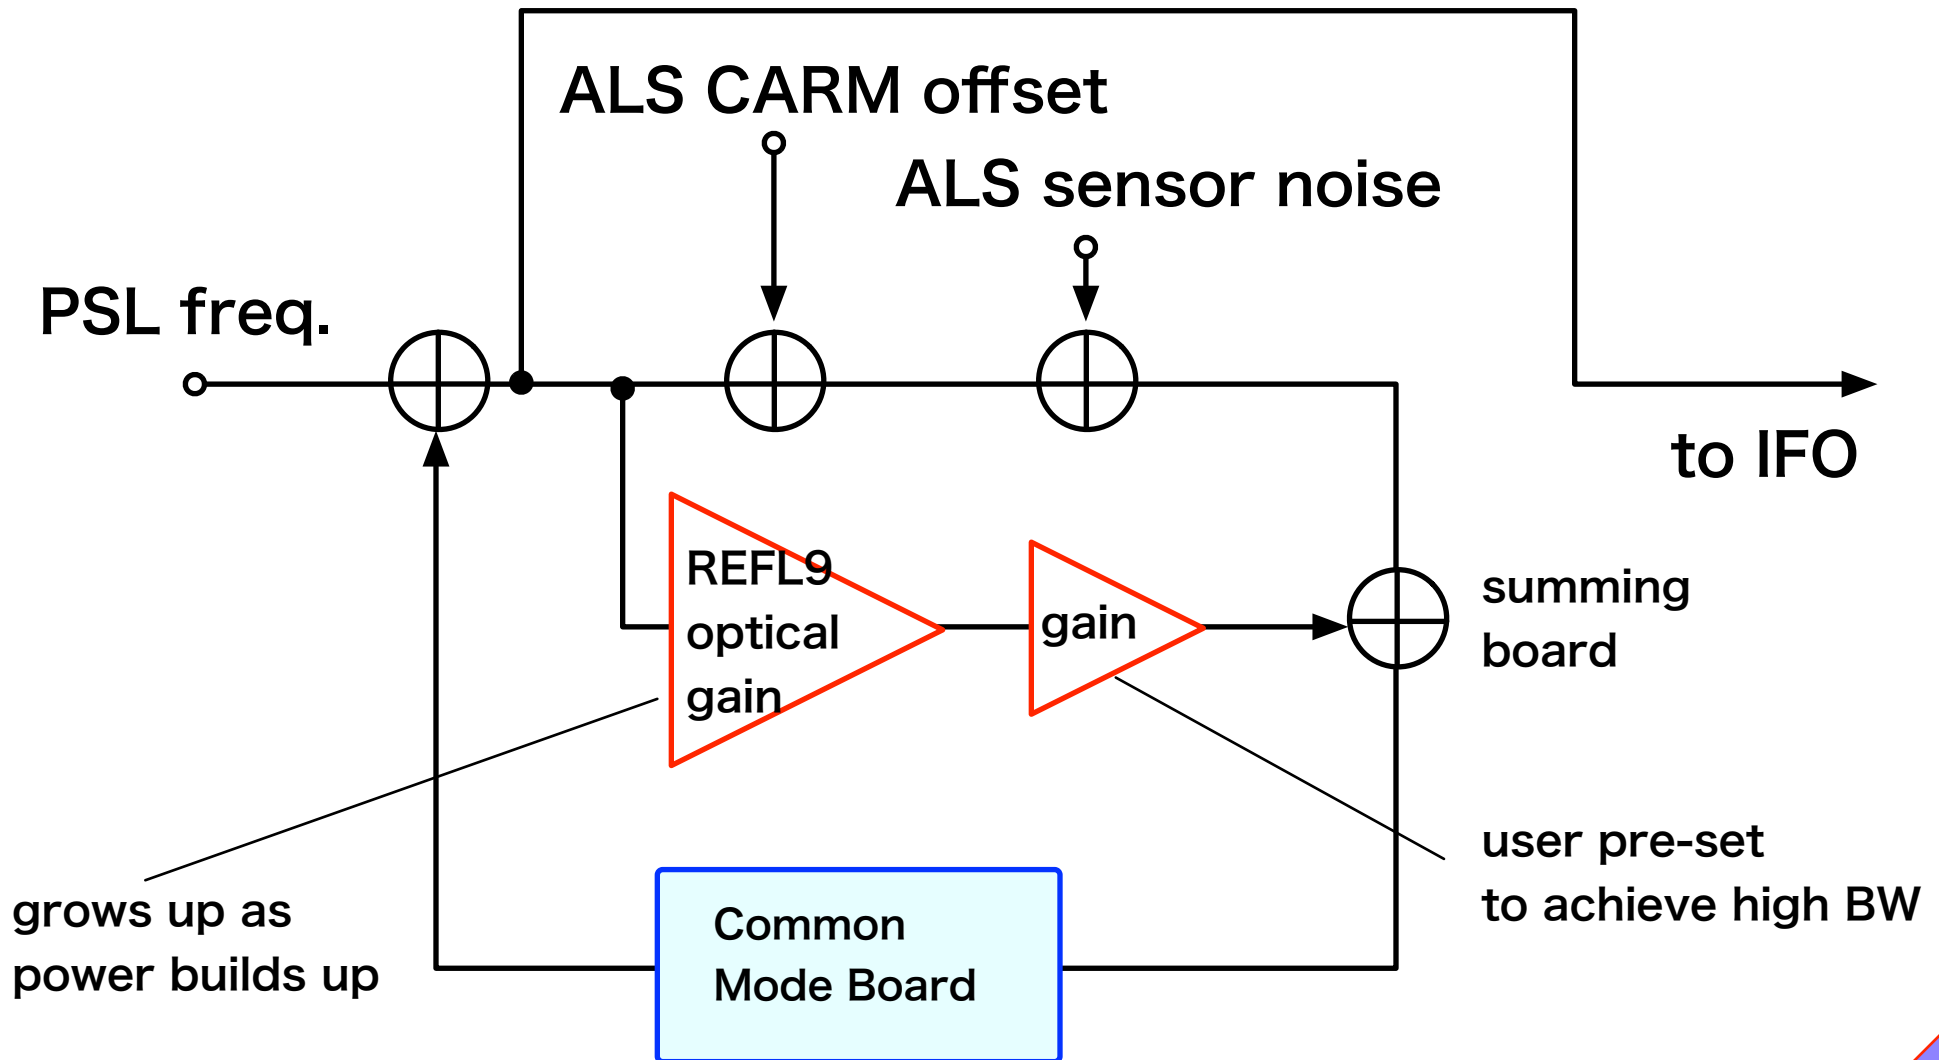 ALS CARM offset
ALS sensor noise
PSL freq.
to IFO
REFL9
optical
gain
gain
summing
board
user pre-set
to achieve high BW
grows up as
power builds up
Common
Mode Board